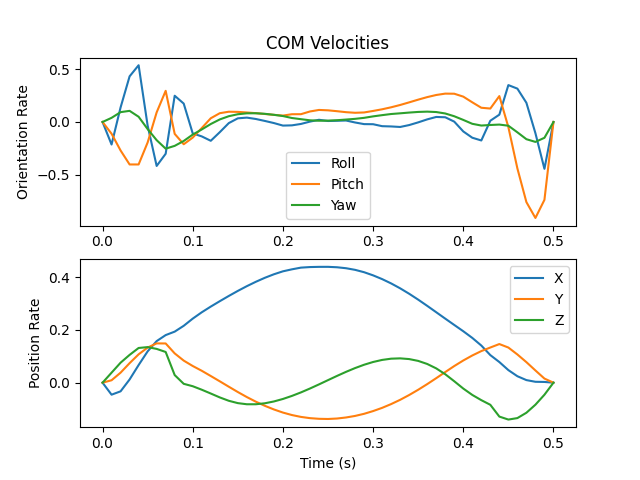 COM Velocities
Orientation Rate
0.5
0.0
−0.5
Roll
Pitch
Yaw
0.0 0.1 0.2 0.3 0.4 0.5
Position Rate
0.4
0.2
0.0
X
Y
Z
0.0 0.1 0.2 0.3 0.4 0.5
Time (s)